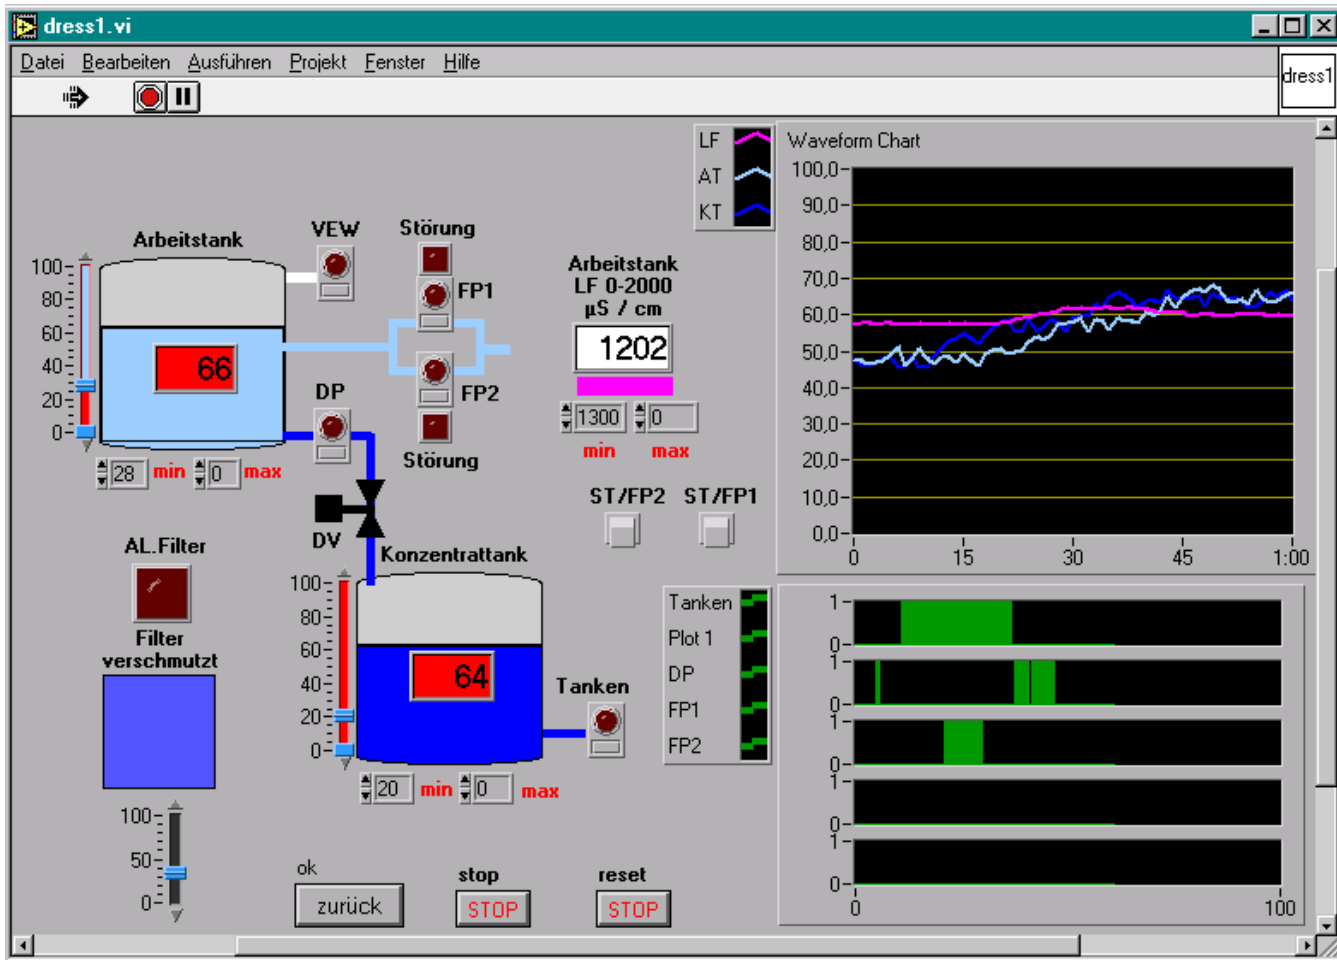 dress1.vi
Datei Bearbeiten Ausführen Projekt Fenster Hilfe
dress1
LF
AT
KT
Waveform Chart
100,0
90,0
80,0
70,0
60,0
50,0
40,0
30,0
20,0
10,0
0,0
0 15 30 45 1:00
Arbeitstank
100
80
60
40
20
0
66
28 min 0 max
VEW
Störung
FP1
FP2
Störung
DP
DV
Arbeitstank
LF 0-2000
µS / cm
1202
1300 0
min max
ST/FP2 ST/FP1
AL.Filter
Filter
verschmutzt
100
50
0
Konzentrattank
100
80
60
40
20
0
64
20 min 0 max
Tanken
Tanken
Plot 1
DP
FP1
FP2
1
0
1
0
1
0
1
0
1
0
0 100
ok
zurück
stop
STOP
reset
STOP